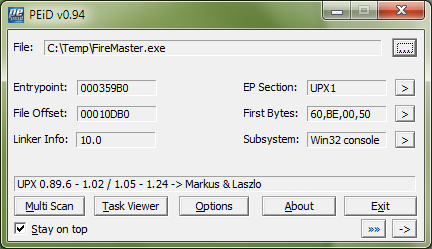 PEiD v0.94
File: C:\Temp\FireMaster.exe ...
Entrypoint: 000359B0 EP Section: UPX1 >
File Offset: 00010DB0 First Bytes: 60,BE,00,50 >
Linker Info: 10.0 Subsystem: Win32 console >
UPX 0.89.6 - 1.02 / 1.05 - 1.24 -> Markus & Laszlo
Multi Scan Task Viewer Options About Exit
Stay on top »» ->